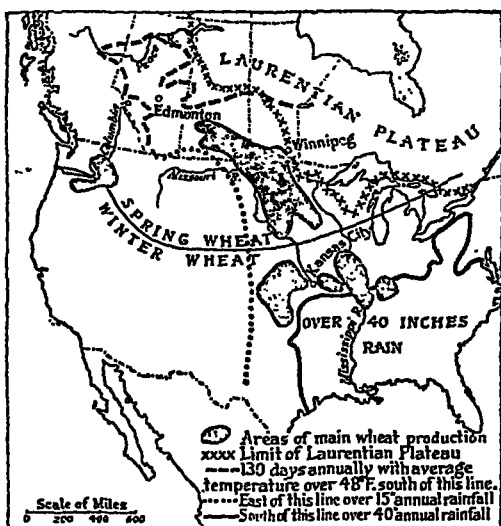 LAURENTIAN PLATEAU
Peace
Edmonton
Columbia
Winnipeg
Missouri
SPRING WHEAT
WINTER WHEAT
Kansas City
OVER 40 INCHES
RAIN
Mississippi R.
Areas of main wheat production
xxxx Limit of Laurentian Plateau
130 days annually with average
temperature over 48°F. south of this line.
East of this line over 15" annual rainfall
South of this line over 40" annual rainfall
Scale of Miles
0 200 400 600